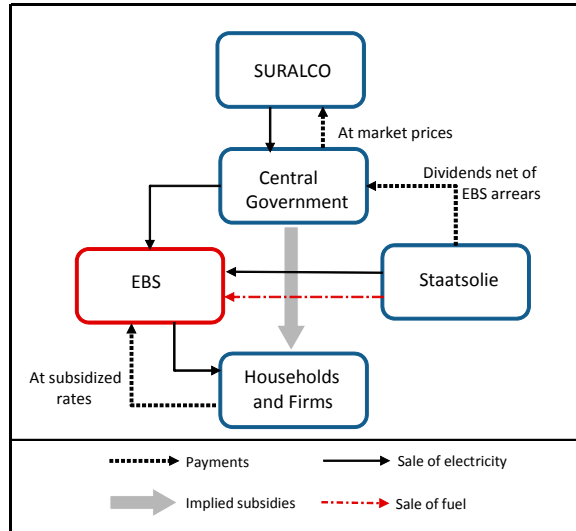 SURALCO
At market prices
Central
Government
Dividends net of
EBS arrears
EBS
Staatsolie
At subsidized
rates
Households
and Firms
Payments
Sale of electricity
Implied subsidies
Sale of fuel